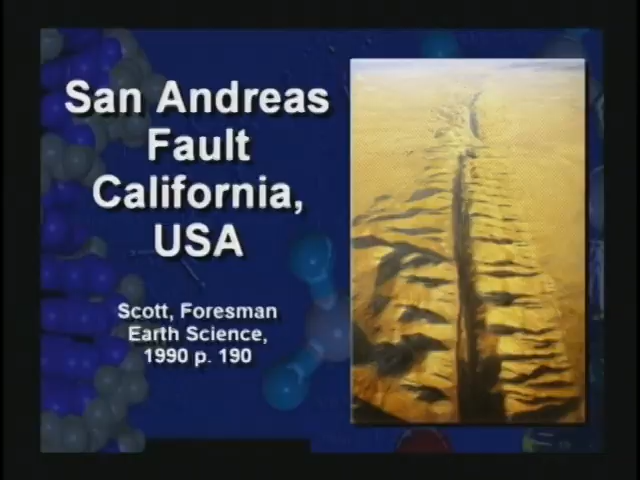 San Andreas
Fault
California,
USA
Scott, Foresman
Earth Science,
1990 p. 190